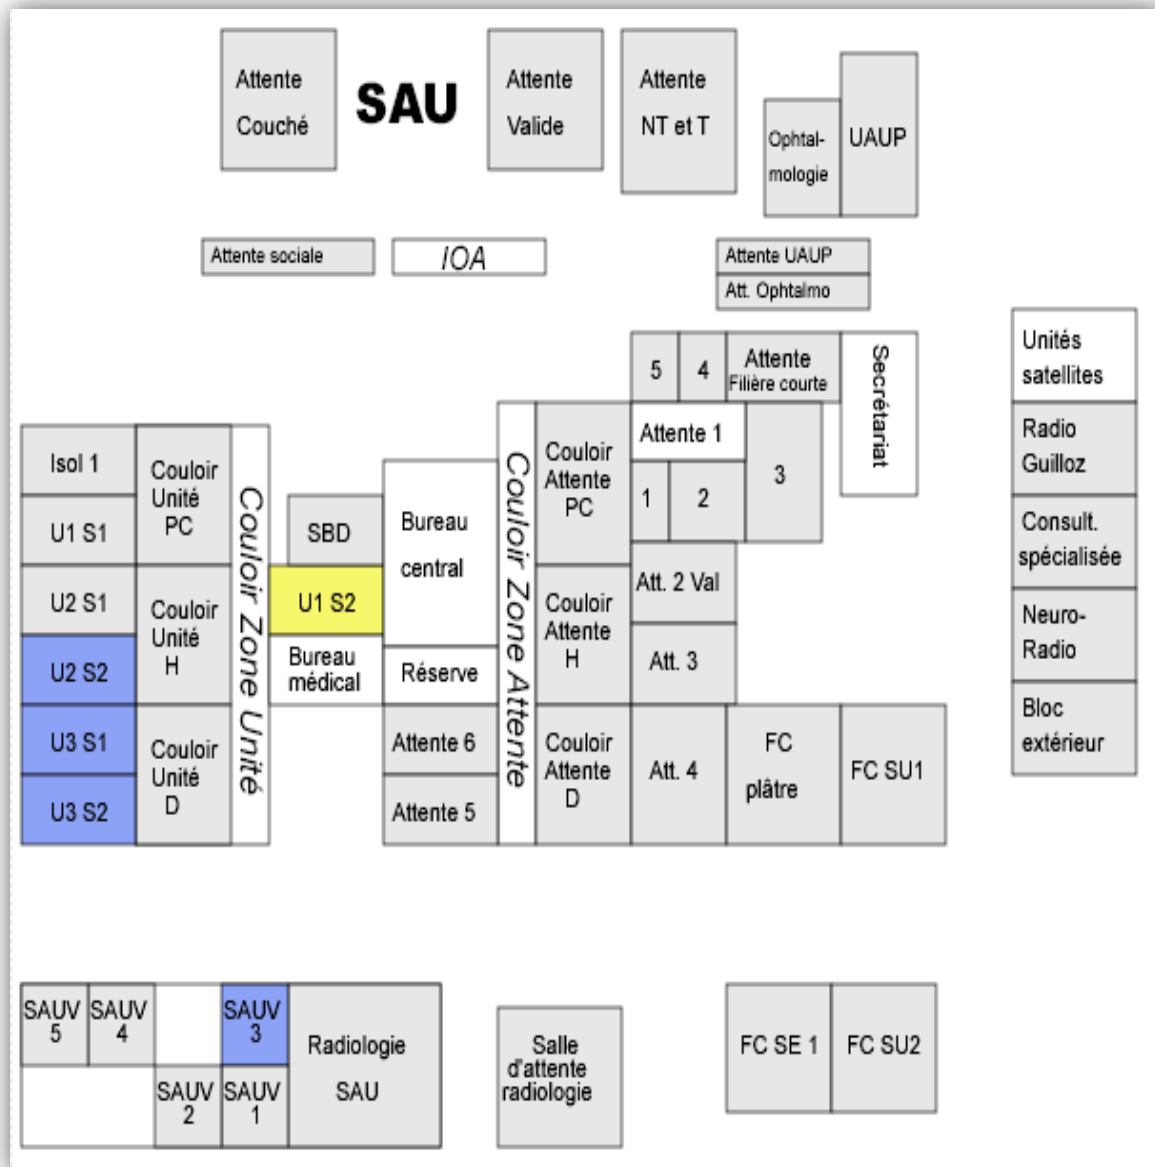 Attente
Couché
SAU
Attente
Valide
Attente
NT et T
Ophtal-
mologie
UAUP
Attente sociale
IOA
Attente UAUP
Att. Ophtalmo
Unités
satellites
Radio
Guilloz
Consult.
spécialisée
Neuro-
Radio
Bloc
extérieur
5
4
Attente
Filière courte
Secrétariat
Isol 1
U1 S1
U2 S1
U2 S2
U3 S1
U3 S2
Couloir
Unité
PC
Couloir
Unité
H
Couloir
Unité
D
Couloir Zone Unité
SBD
U1 S2
Bureau
médical
Bureau
central
Réserve
Attente 6
Attente 5
Couloir Zone Attente
Couloir
Attente
PC
Couloir
Attente
H
Couloir
Attente
D
Attente 1
1
2
3
Att. 2 Val
Att. 3
Att. 4
FC
plâtre
FC SU1
SAUV
5
SAUV
4
SAUV
3
SAUV
2
SAUV
1
Radiologie
SAU
Salle
d'attente
radiologie
FC SE 1
FC SU2